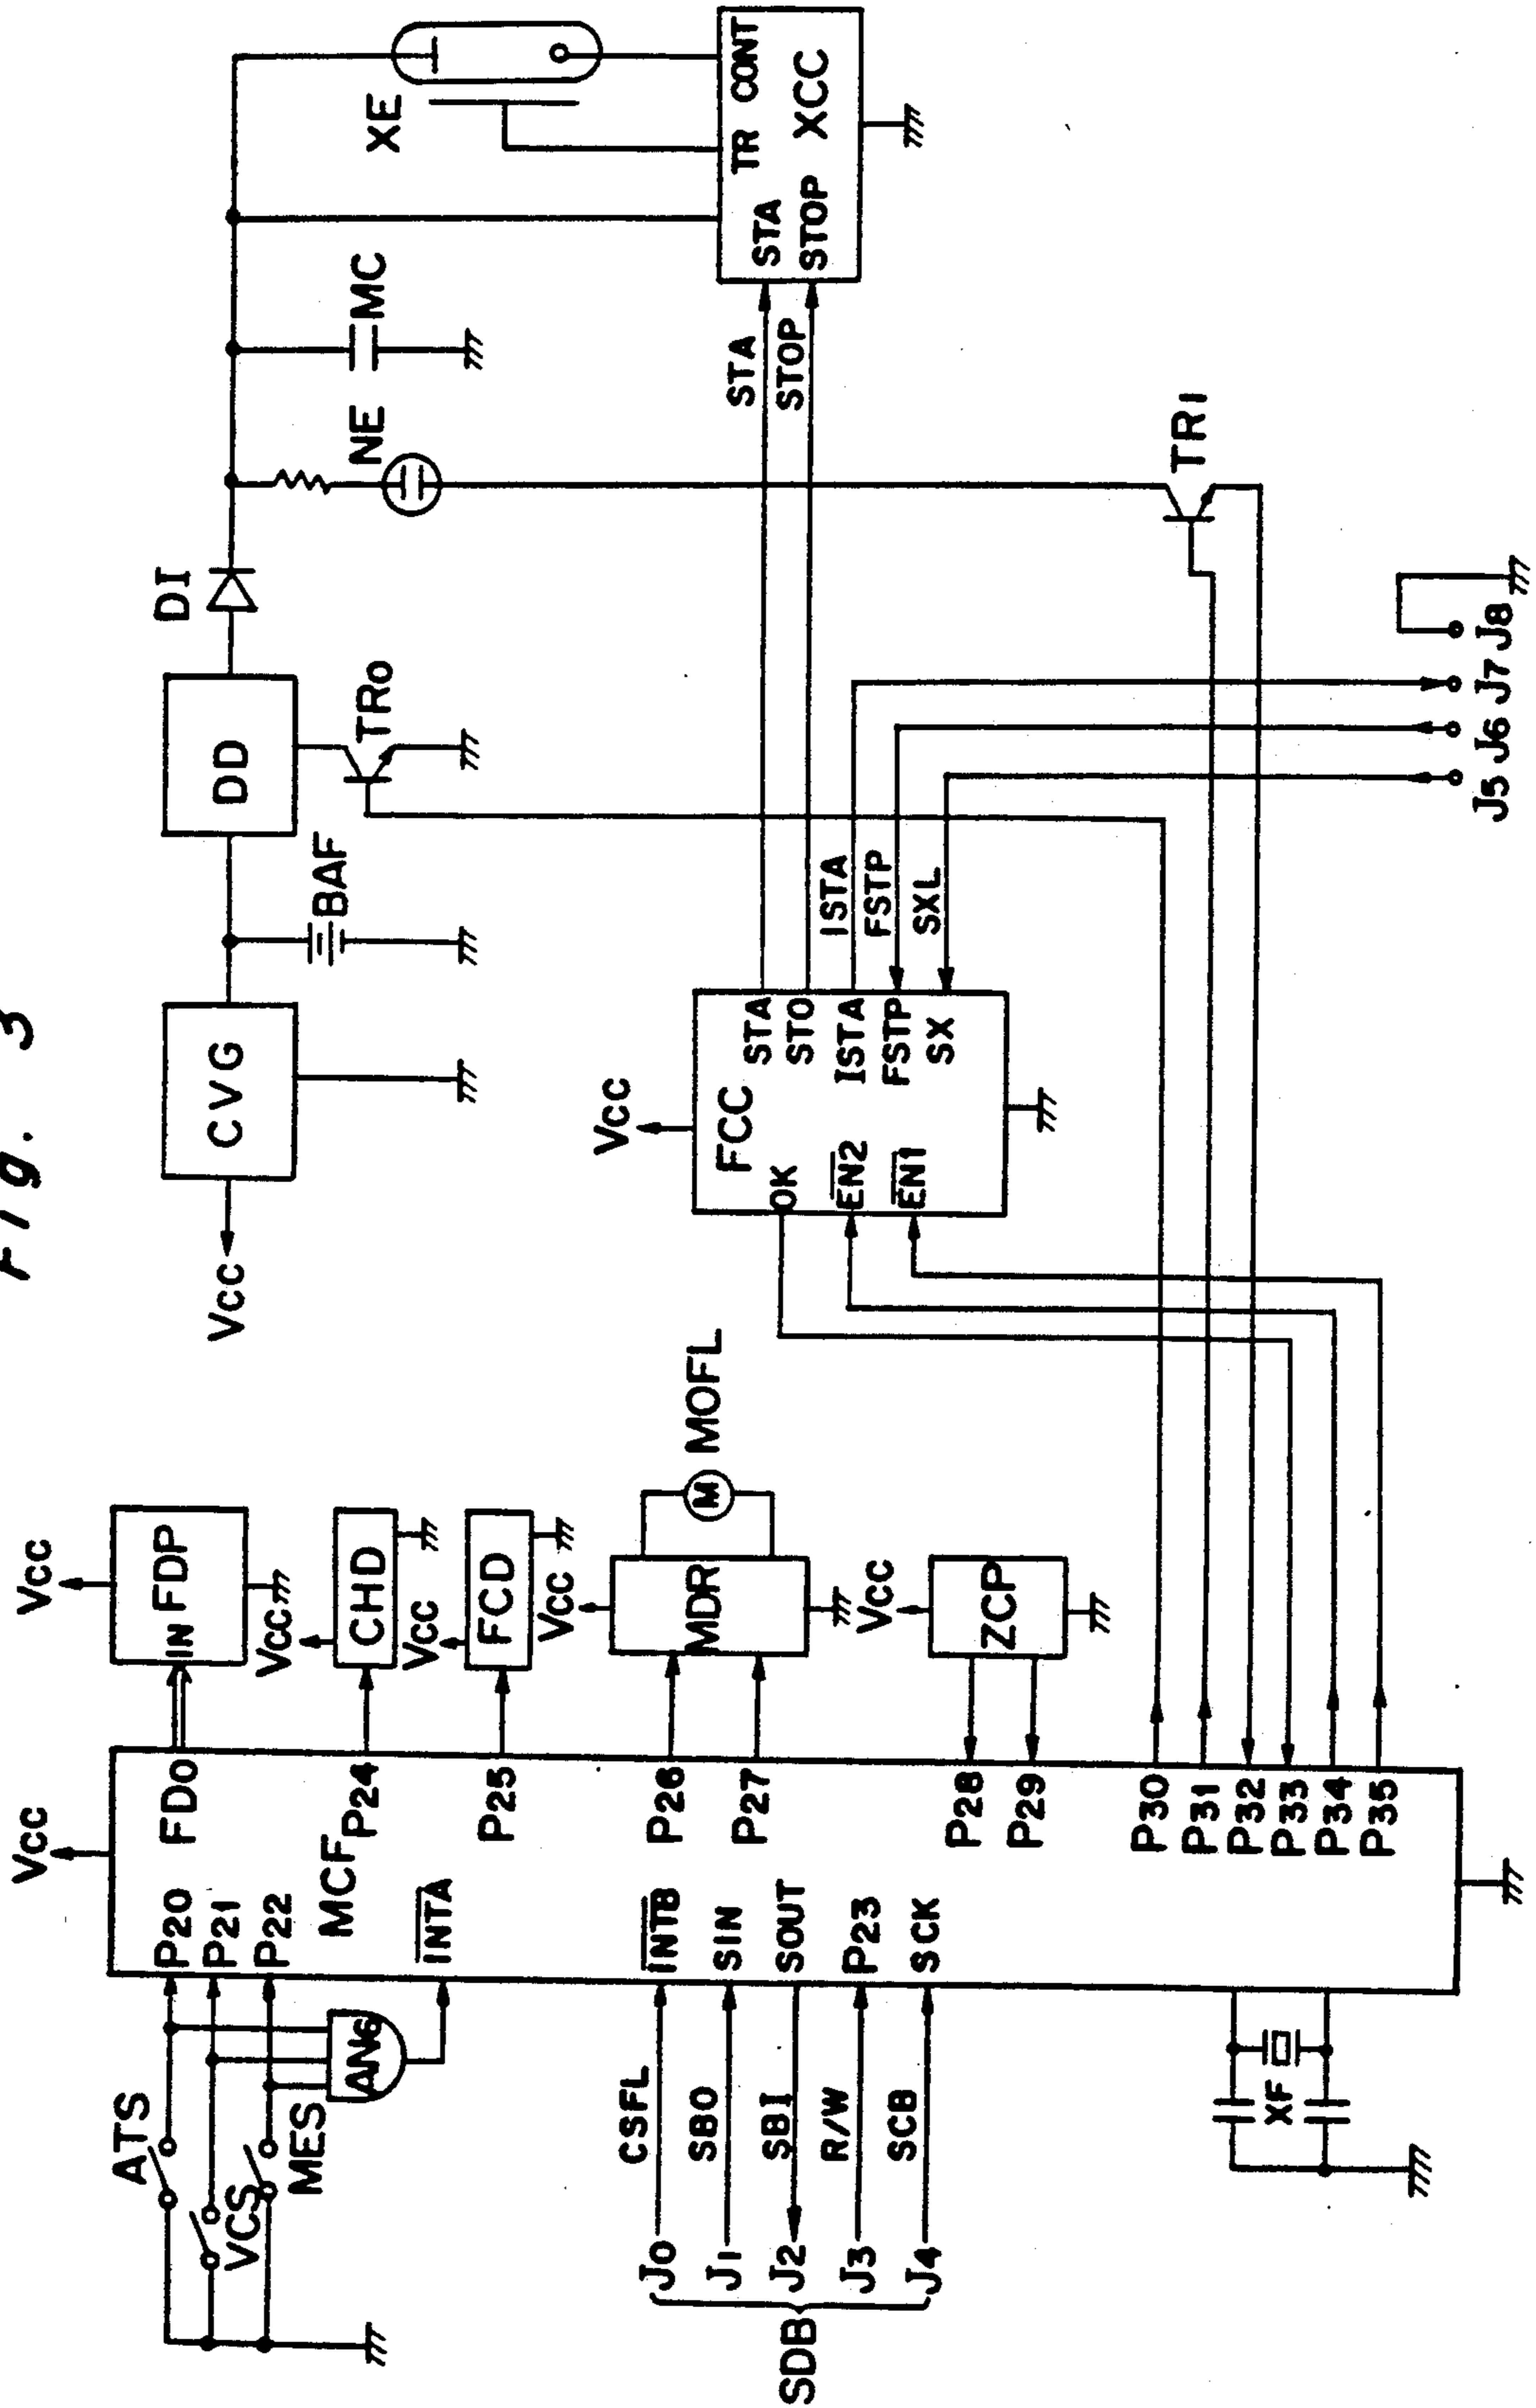 Fig. 3
Vcc
CVG
BAF
DD
TRo
DI
NE
MC
XE
TR CONT
STA
STOP XCC
STA
STOP
Vcc
FCC
OK
EN2
EN1
STA
STO
ISTA
FSTP
SX
ISTA
FSTP
SXL
TR1
J5 J6 J7 J8
Vcc
IN FDP
Vcc
CHD
Vcc
FCD
Vcc
MDR
M
MOFL
Vcc
ZCP
Vcc
MCF
P20
P21
P22
INTA
INTB
SIN
SOUT
P23
SCK
FD0
P24
P25
P26
P27
P28
P29
P30
P31
P32
P33
P34
P35
ATS
VCS
MES
AN6
J0 CSFL
J1 SBO
J2 SBI
J3 R/W
J4 SCB
SDB
XF